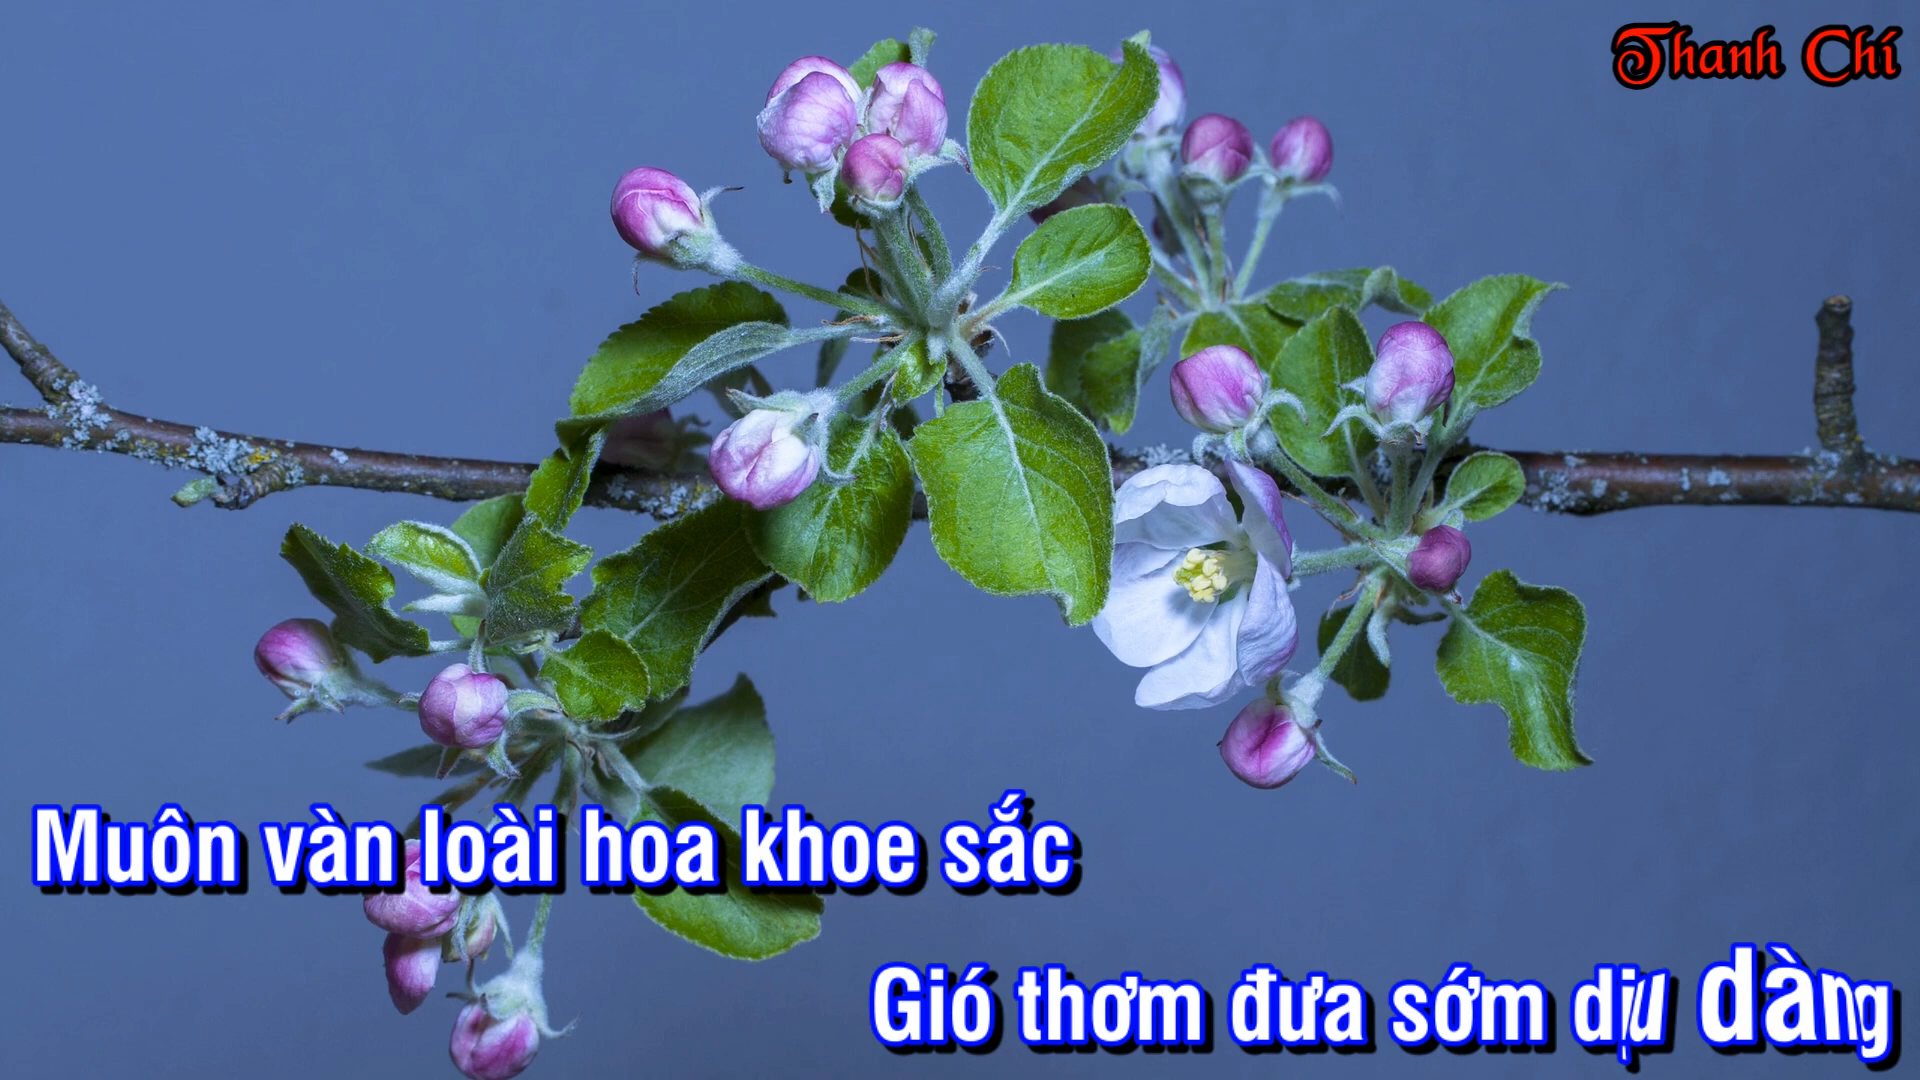 Thanh Chí
Muôn vàn loài hoa khoe sắc
Gió thơm đưa sớm dịu dàng